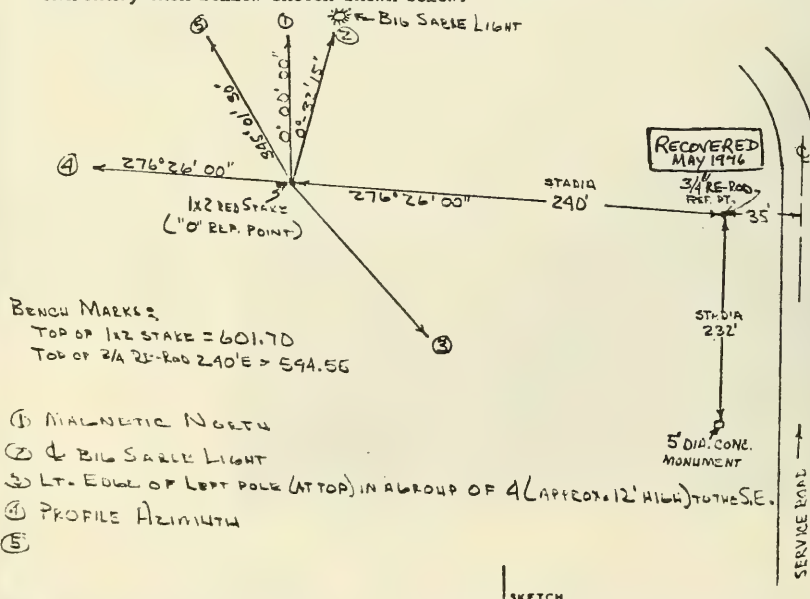 ⑤
①
BIG SABLE LIGHT
②
345° 01' 30"
0° 00' 00"
0°-32' 15"
RECOVERED
MAY 1976
④
276° 26' 00"
276° 26' 00"
STADIA
240'
3/4" RE-ROD
REF. PT.
35'
℄
1x2 RED STAKE
("0" REF. POINT)
STADIA
232'
③
BENCH MARKS:
TOP OF 1x2 STAKE = 601.70
TOP OF 3/4 RE-ROD 240'E = 594.56
5" DIA. CONC.
MONUMENT
① MAGNETIC NORTH
② ℄ BIG SABLE LIGHT
③ LT. EDGE OF LEFT POLE (AT TOP) IN A GROUP OF 4 (APPROX. 12' HIGH) TO THE S.E.
④ PROFILE AZIMUTH
⑤
SERVICE ROAD
SKETCH